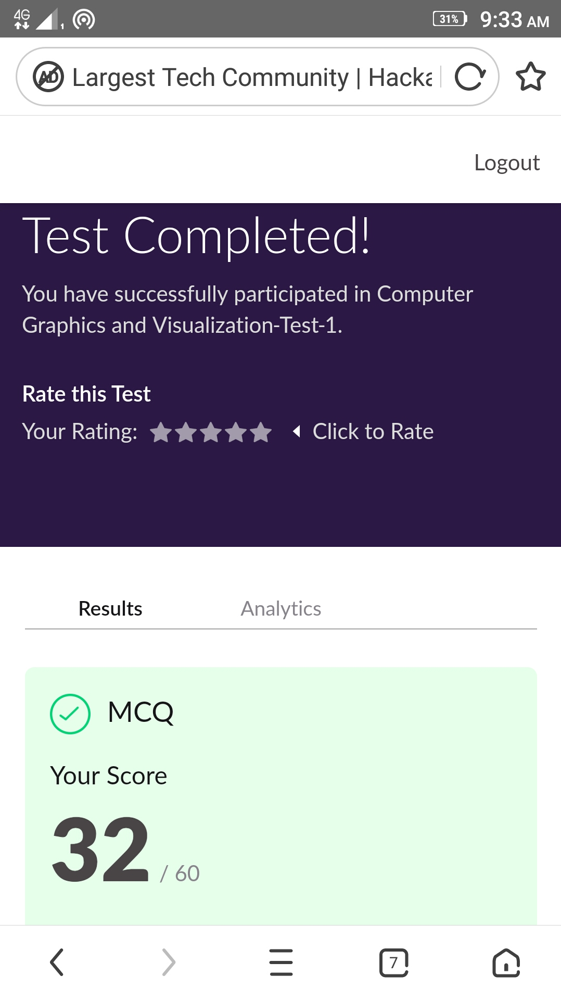 4G 1 31% 9:33 AM
AD Largest Tech Community | Hacka
Logout
Test Completed!
You have successfully participated in Computer
Graphics and Visualization-Test-1.
Rate this Test
Your Rating: Click to Rate
Results Analytics
MCQ
Your Score
32 / 60
7